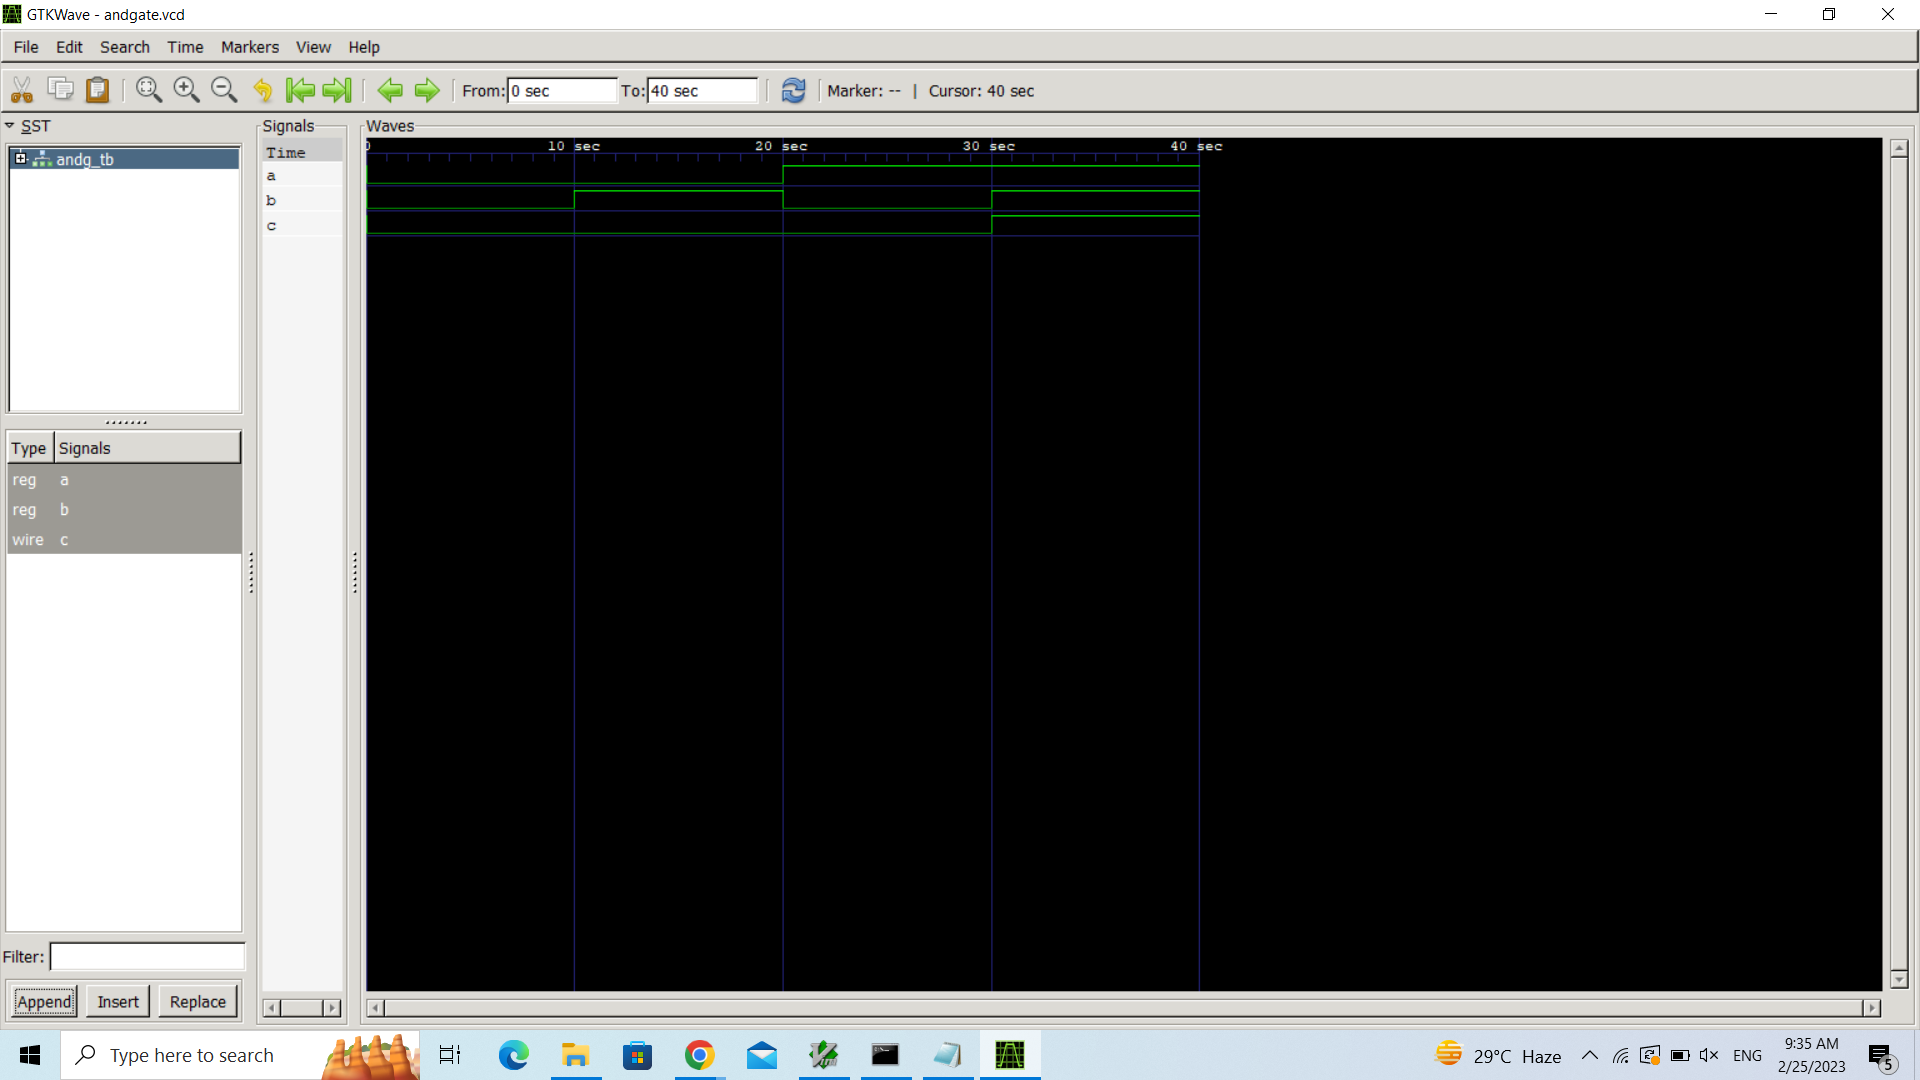 GTKWave - andgate.vcd
File Edit Search Time Markers View Help
From: 0 sec To: 40 sec Marker: -- | Cursor: 40 sec
SST
andg_tb
Type Signals
reg a
reg b
wire c
Filter:
Append Insert Replace
Signals
Time
a
b
c
Waves
0 10 sec 20 sec 30 sec 40 sec
Type here to search
29°C Haze
ENG
9:35 AM
2/25/2023
5